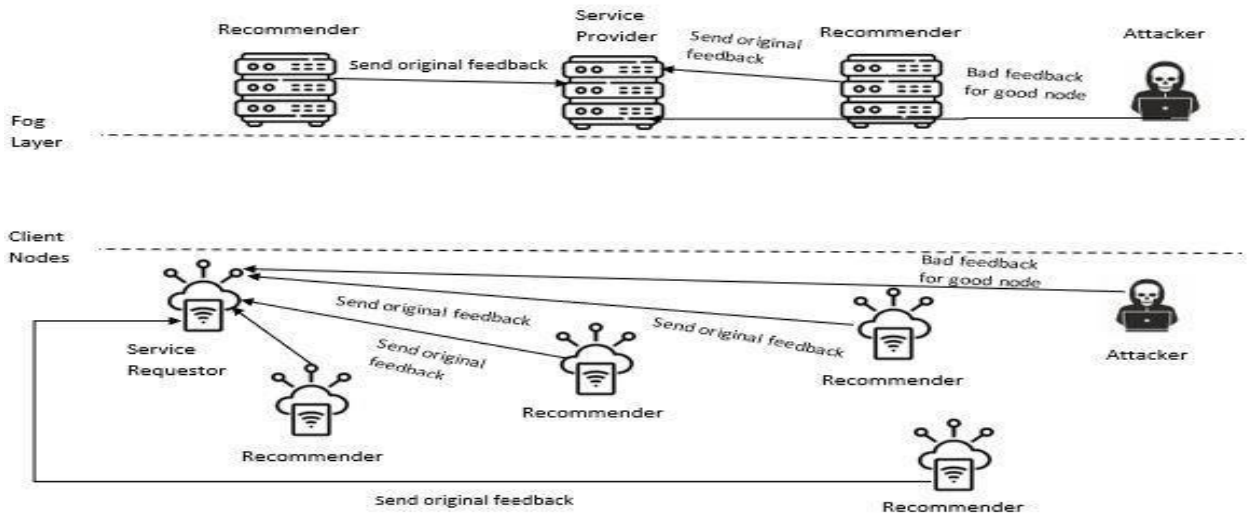 Recommender
Service
Provider
Send original
feedback
Recommender
Attacker
Send original feedback
Bad feedback
for good node
Fog
Layer
Client
Nodes
Bad feedback
for good node
Send original feedback
Send original feedback
Service
Requestor
Send original
feedback
Attacker
Recommender
Recommender
Recommender
Send original feedback
Recommender